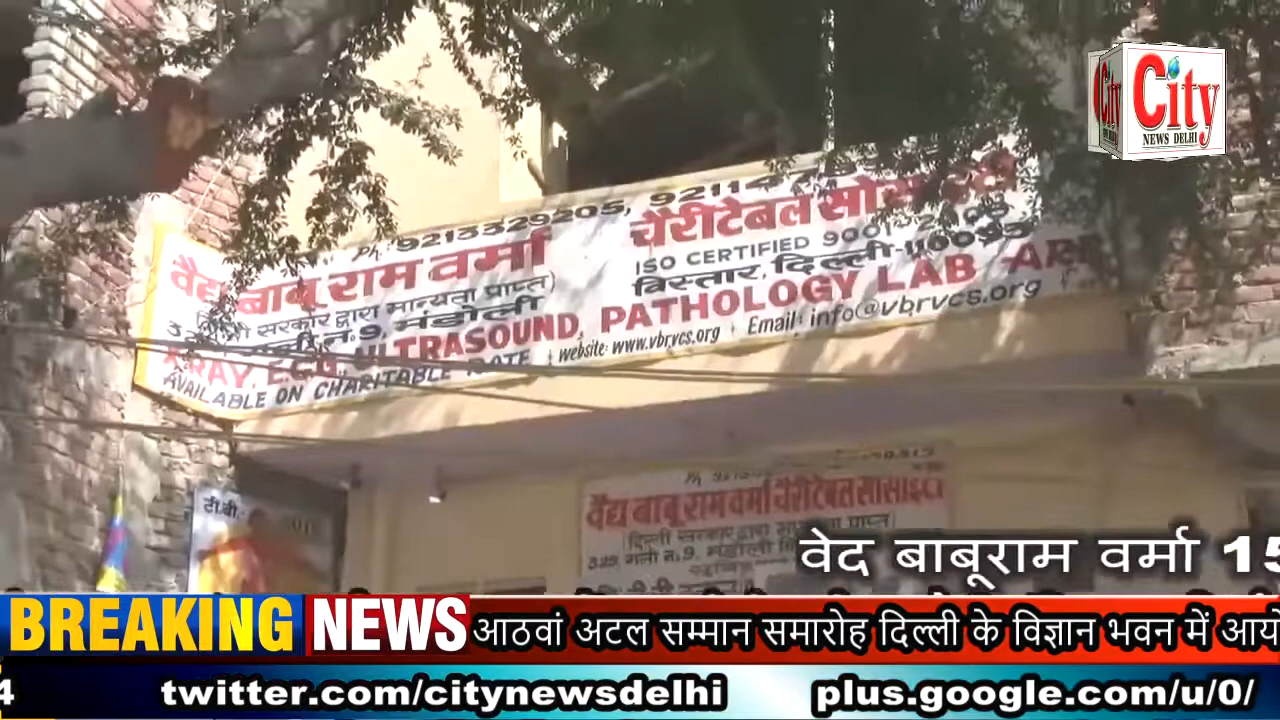 City
NEWS DELHI
Ph.: 9213329205,
वैद्य बाबू राम वर्मा चैरीटेबल
सरकार द्वारा मान्यता प्राप्त) ISO CERTIFIED
मंडोली विस्तार, दिल्ली-110093
X-RAY, E.C.G., ULTRASOUND, PATHOLOGY LAB
AVAILABLE ON CHARITABLE RATE website: www.vbrvcs.org Email: info@vbrvcs.org
टी.बी.
वैद्य बाबू राम वर्मा चैरीटेबल सोसाइटी
दिल्ली सरकार द्वारा मान्यता प्राप्त
329, गली नं. 9, मंडोली
वेद बाबूराम वर्मा 15
BREAKING NEWS आठवां अटल सम्मान समारोह दिल्ली के विज्ञान भवन में आयो
4 twitter.com/citynewsdelhi plus.google.com/u/0/